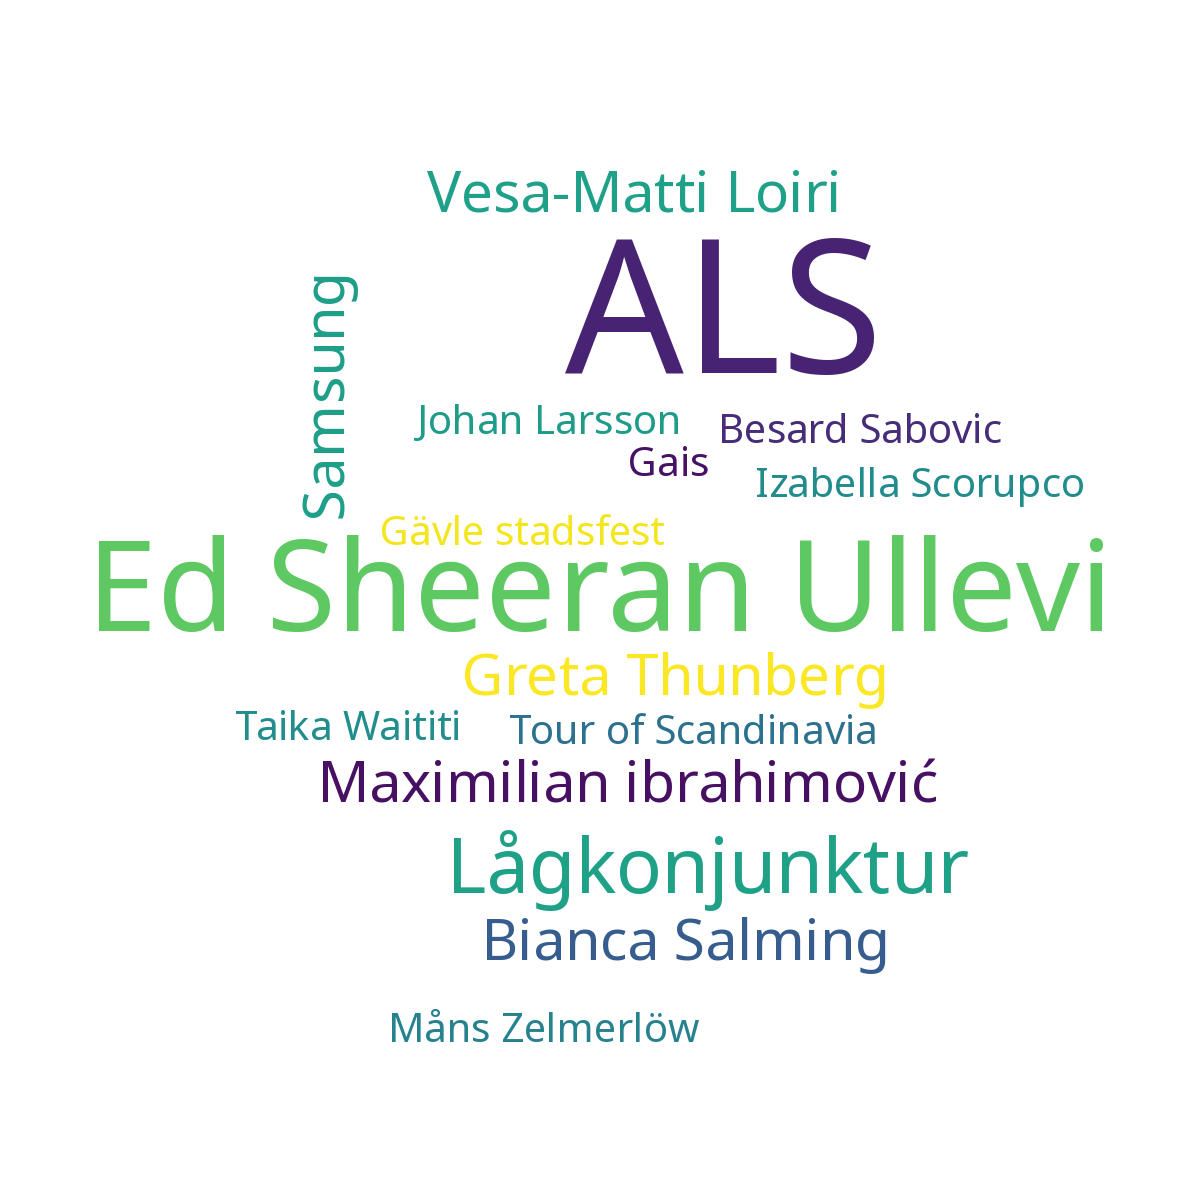 Vesa-Matti Loiri
ALS
Samsung
Johan Larsson
Besard Sabovic
Gais
Izabella Scorupco
Gävle stadsfest
Ed Sheeran Ullevi
Greta Thunberg
Taika Waititi
Tour of Scandinavia
Maximilian ibrahimović
Lågkonjunktur
Bianca Salming
Måns Zelmerlöw